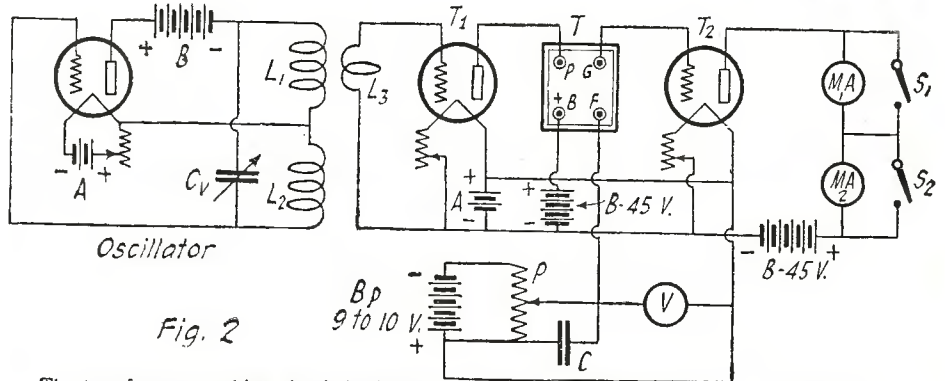 T1
T
T2
+ B -
L1
L3
P G
+B F
MA
1
S1
- A +
CV
L2
+ A -
+ -
B-45 V.
MA
2
S2
Oscillator
- B-45 V. +
- Bp
9 to 10 V.
+
P
V
C
Fig. 2